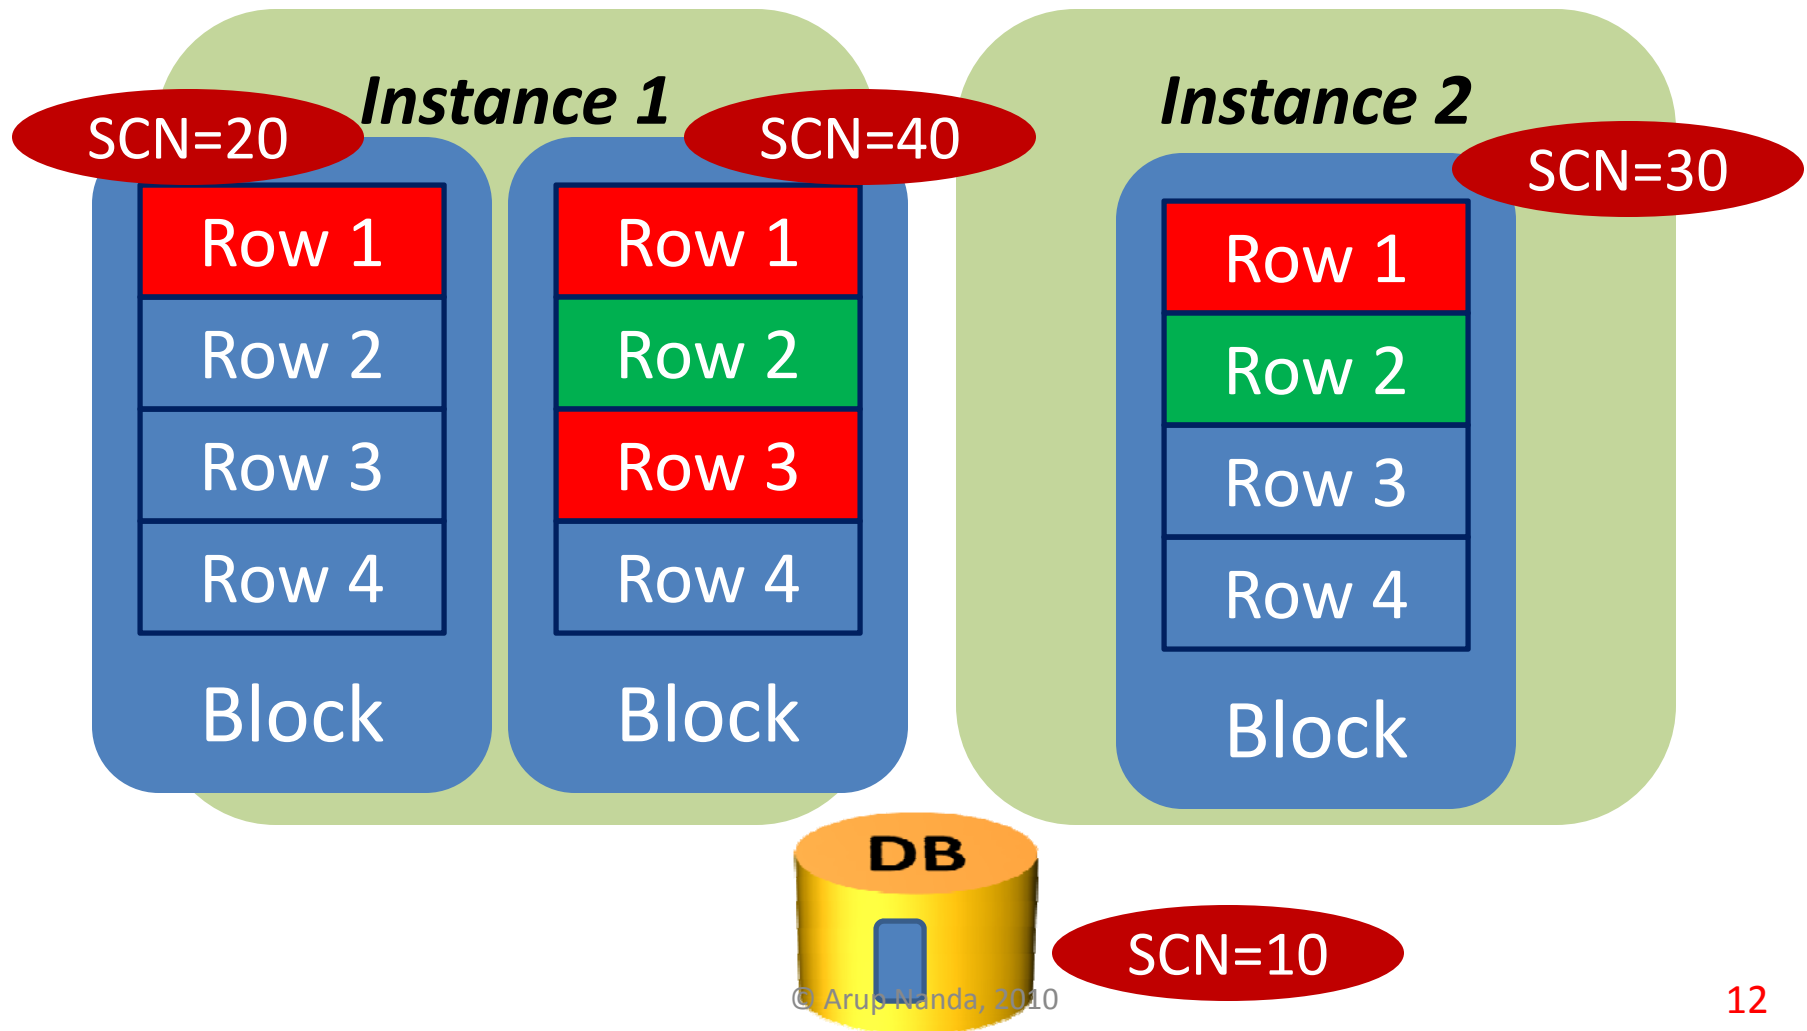 Instance 1
SCN=20
Row 1
Row 2
Row 3
Row 4
Block
SCN=40
Row 1
Row 2
Row 3
Row 4
Block
Instance 2
SCN=30
Row 1
Row 2
Row 3
Row 4
Block
DB
SCN=10
© Arup Nanda, 2010
12